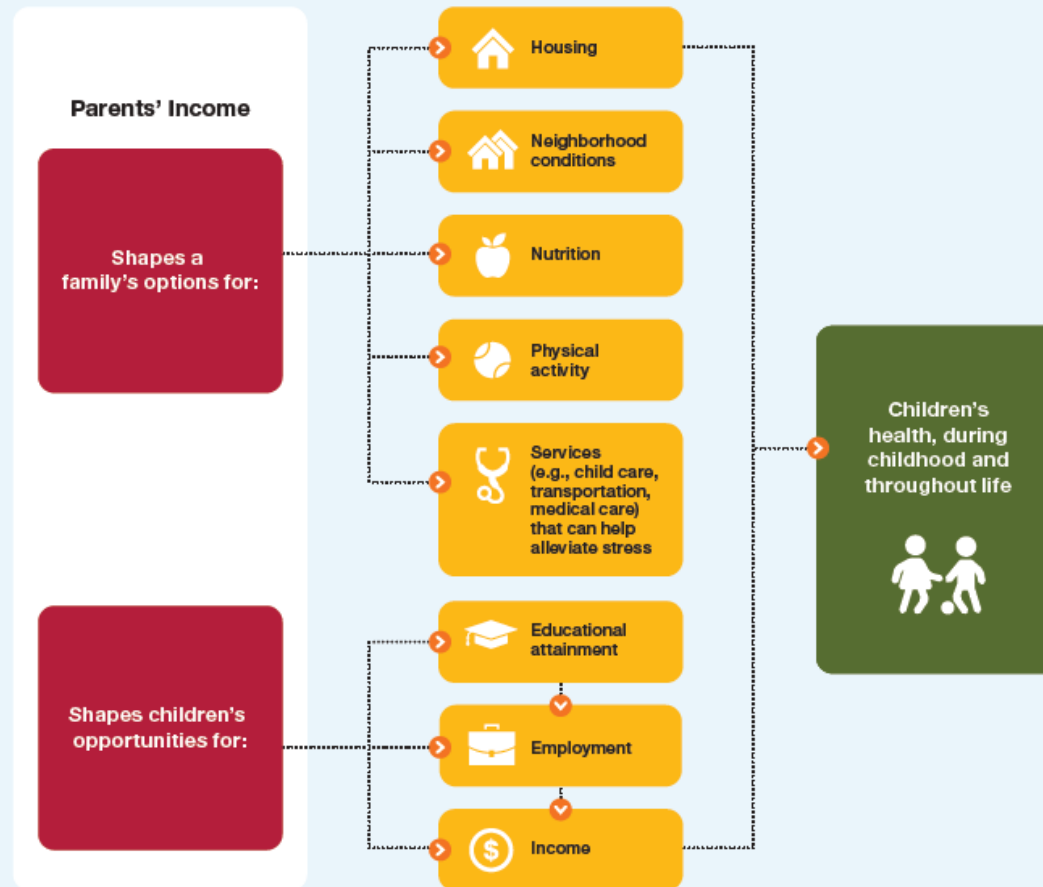 Parents' Income
Shapes a
family's options for:
Housing
Neighborhood
conditions
Nutrition
Physical
activity
Services
(e.g., child care,
transportation,
medical care)
that can help
alleviate stress
Shapes children's
opportunities for:
Educational
attainment
Employment
$
Income
Children's
health, during
childhood and
throughout life